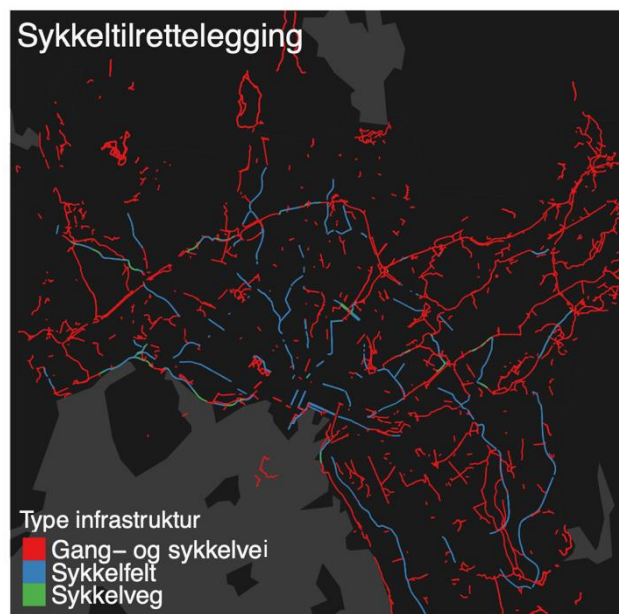 Sykkeltilrettelegging
Type infrastruktur
Gang– og sykkelvei
Sykkelfelt
Sykkelveg